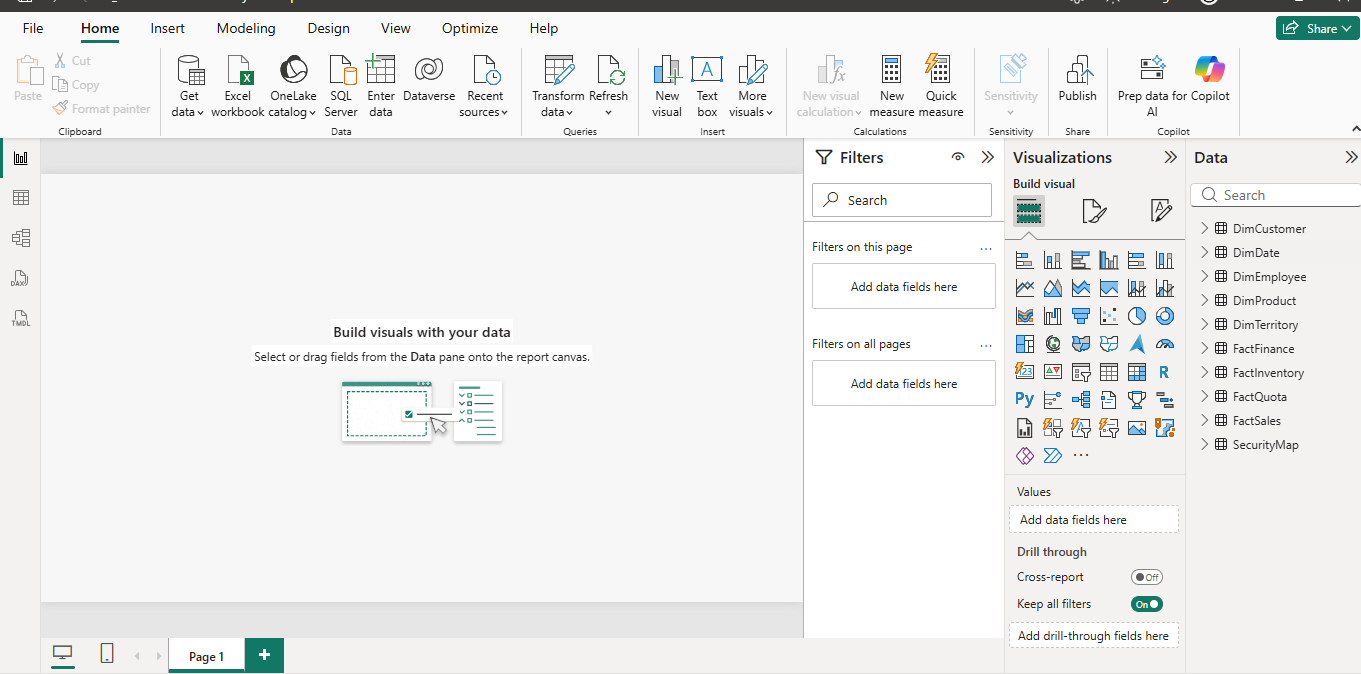 File
Home
Insert
Modeling
Design
View
Optimize
Help
Share
Paste
Cut
Copy
Format painter
Clipboard
Get data
Excel workbook
OneLake catalog
SQL Server
Enter data
Dataverse
Recent sources
Data
Transform data
Refresh
Queries
New visual
A
Text box
More visuals
Insert
fx
New visual calculation
New measure
Quick measure
Calculations
Sensitivity
Sensitivity
Publish
Share
Prep data for AI
Copilot
Copilot
DAX
TMDL
Build visuals with your data
Select or drag fields from the Data pane onto the report canvas.
Filters
Search
Filters on this page
...
Add data fields here
Filters on all pages
...
Add data fields here
Visualizations
Build visual
123
R
Py
...
Values
Add data fields here
Drill through
Cross-report
Off
Keep all filters
On
Add drill-through fields here
Data
Search
DimCustomer
DimDate
DimEmployee
DimProduct
DimTerritory
FactFinance
FactInventory
FactQuota
FactSales
SecurityMap
Page 1
+